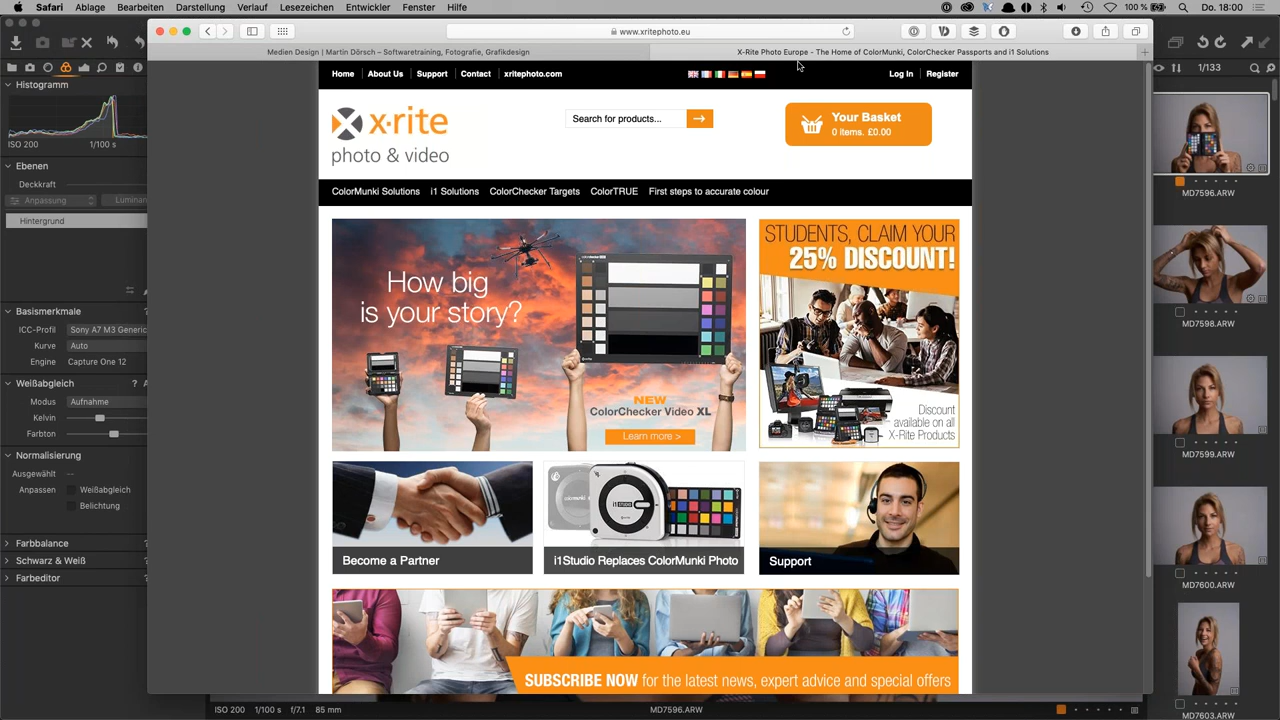 Safari Ablage Bearbeiten Darstellung Verlauf Lesezeichen Entwickler Fenster Hilfe 100 % Do. 18:00
www.xritephoto.eu
Medien Design | Martin Dörsch – Softwaretraining, Fotografie, Grafikdesign
X-Rite Photo Europe - The Home of ColorMunki, ColorChecker Passports and i1 Solutions
1/133
Home About Us Support Contact xritephoto.com Log In Register
x·rite
photo & video
Search for products...
Your Basket
0 items. £0.00
ColorMunki Solutions i1 Solutions ColorChecker Targets ColorTRUE First steps to accurate colour
How big
is your story?
NEW
ColorChecker Video XL
Learn more >
STUDENTS, CLAIM YOUR
25% DISCOUNT!
Discount
available on all
X-Rite Products
Become a Partner
i1Studio Replaces ColorMunki Photo
Support
SUBSCRIBE NOW for the latest news, expert advice and special offers
Histogramm
ISO 200 1/100 s
Ebenen
Deckkraft
Anpassung Luminan
Hintergrund
Basismerkmale
ICC-Profil Sony A7 M3 Generic
Kurve Auto
Engine Capture One 12
Weißabgleich ? A
Modus Aufnahme
Kelvin
Farbton
Normalisierung
Ausgewählt --
Anpassen Weißabgleich
Belichtung
Farbbalance
Schwarz & Weiß
Farbeditor
MD7596.ARW
MD7598.ARW
MD7599.ARW
MD7600.ARW
MD7603.ARW
ISO 200 1/100 s f/7.1 85 mm MD7596.ARW